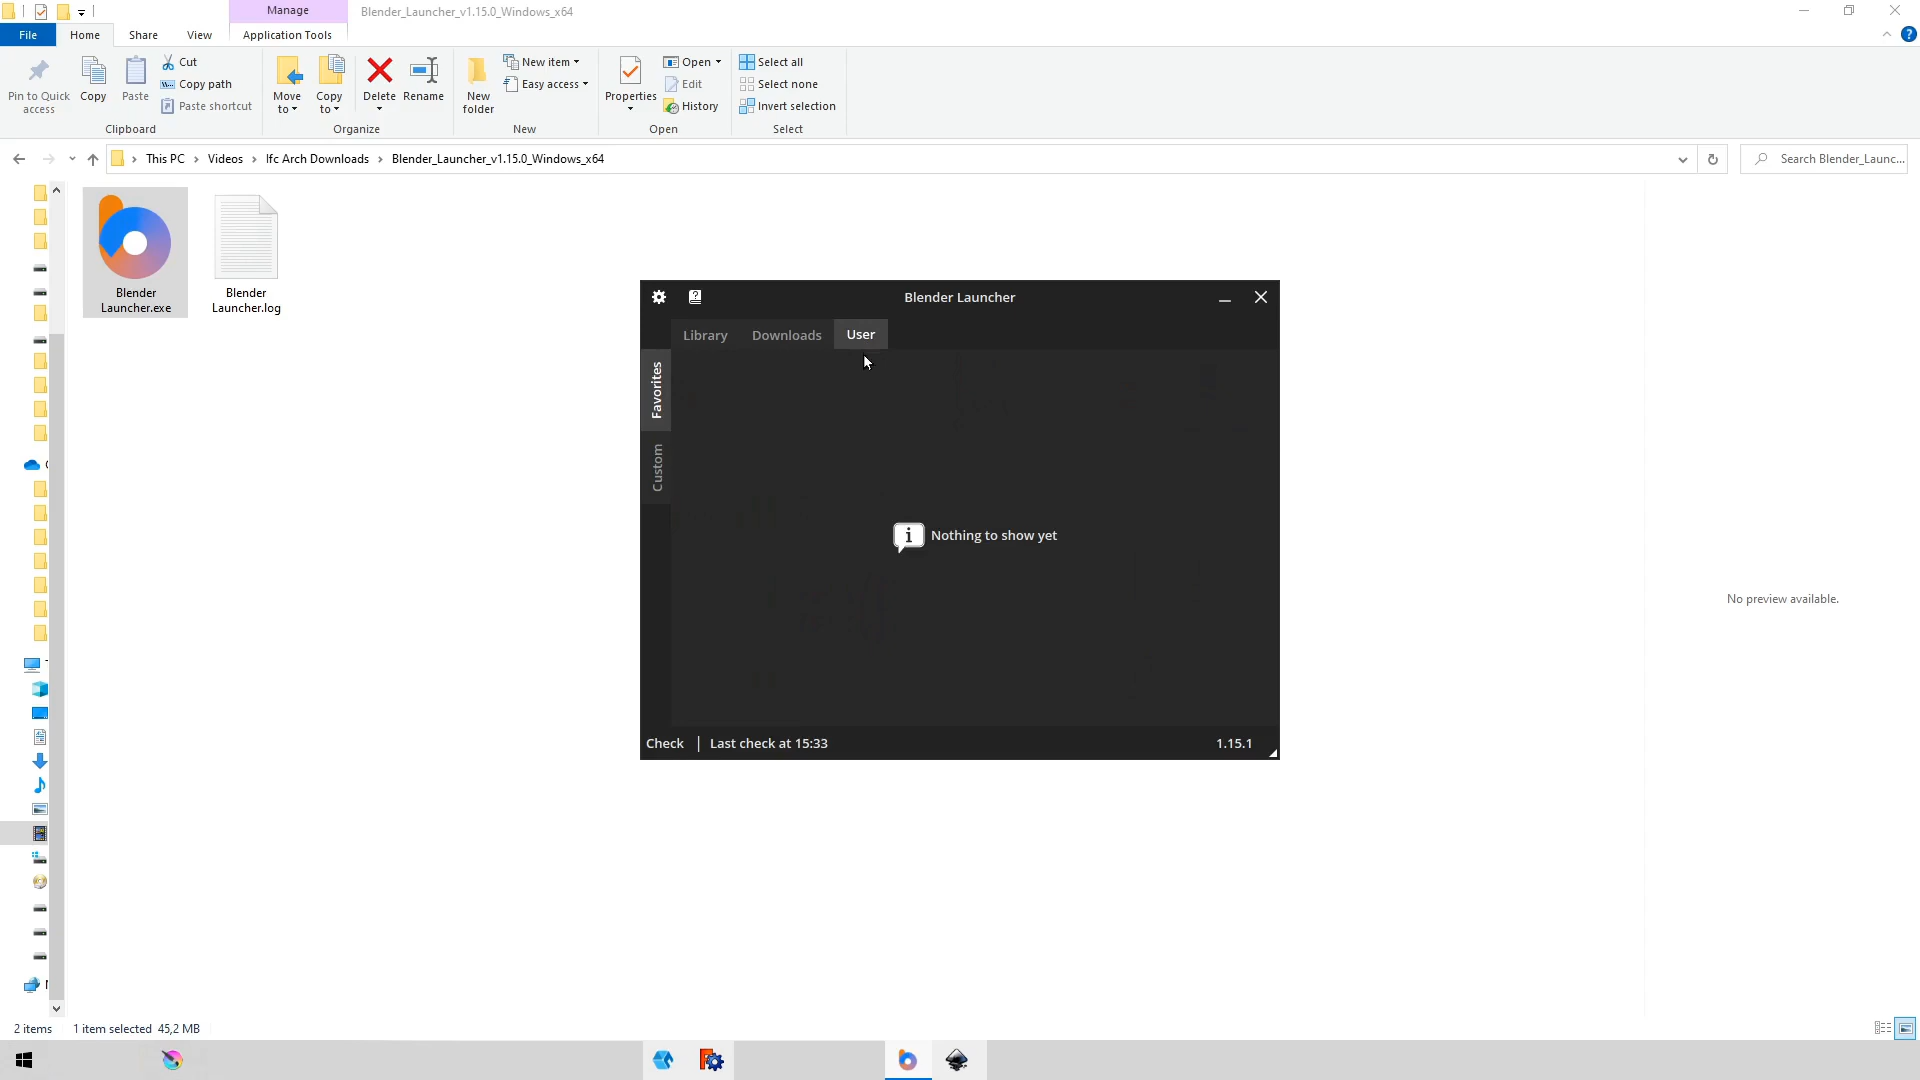 Manage
Blender_Launcher_v1.15.0_Windows_x64
File
Home
Share
View
Application Tools
Pin to Quick
access
Copy
Paste
Cut
Copy path
Paste shortcut
Clipboard
Move
to
Copy
to
Delete
Rename
Organize
New
folder
New item
Easy access
New
Properties
Open
Edit
History
Open
Select all
Select none
Invert selection
Select
This PC
Videos
Ifc Arch Downloads
Blender_Launcher_v1.15.0_Windows_x64
Search Blender_Launc...
Blender
Launcher.exe
Blender
Launcher.log
Blender Launcher
Library
Downloads
User
Favorites
Custom
Nothing to show yet
Check
Last check at 15:33
1.15.1
No preview available.
2 items
1 item selected 45,2 MB